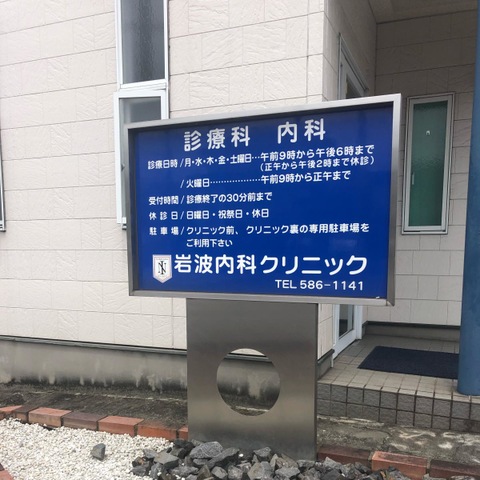 診療科 内科
診療日時/月・水・木・金・土曜日…午前9時から午後6時まで
(正午から午後2時まで休診)
/火曜日………………午前9時から正午まで
受付時間/診療終了の30分前まで
休診日/日曜日・祝祭日・休日
駐車場/クリニック前、クリニック裏の専用駐車場を
ご利用下さい
岩波内科クリニック
TEL 586-1141